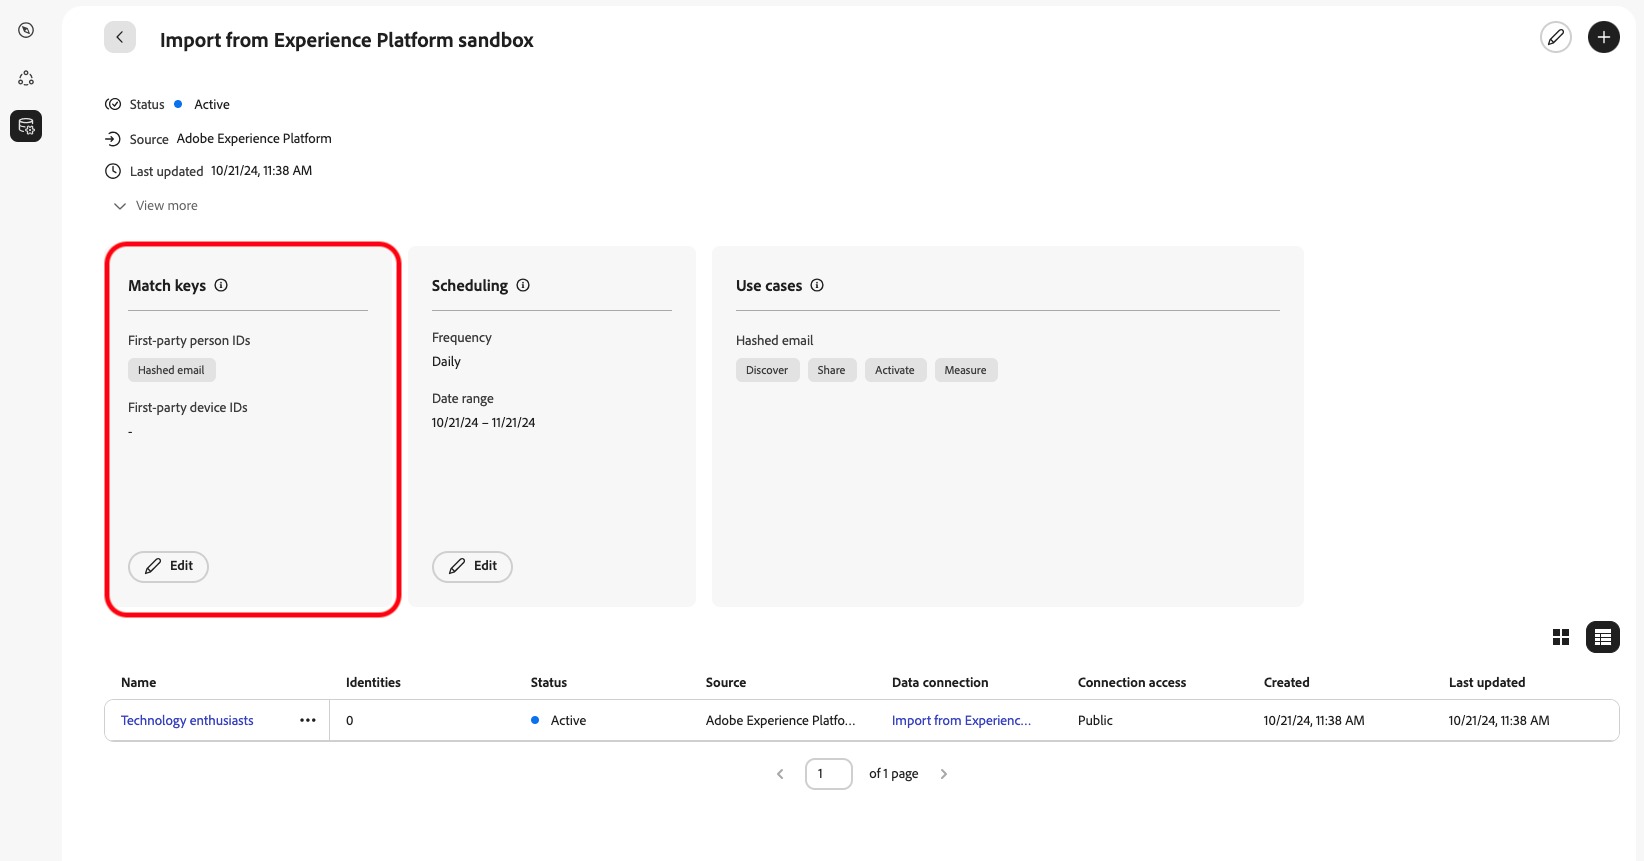 Import from Experience Platform sandbox
Status Active
Source Adobe Experience Platform
Last updated 10/21/24, 11:38 AM
View more
Match keys
First-party person IDs
Hashed email
First-party device IDs
-
Edit
Scheduling
Frequency
Daily
Date range
10/21/24 – 11/21/24
Edit
Use cases
Hashed email
Discover Share Activate Measure
Name Identities Status Source Data connection Connection access Created Last updated
Technology enthusiasts ••• 0 Active Adobe Experience Platfo... Import from Experienc... Public 10/21/24, 11:38 AM 10/21/24, 11:38 AM
1 of 1 page